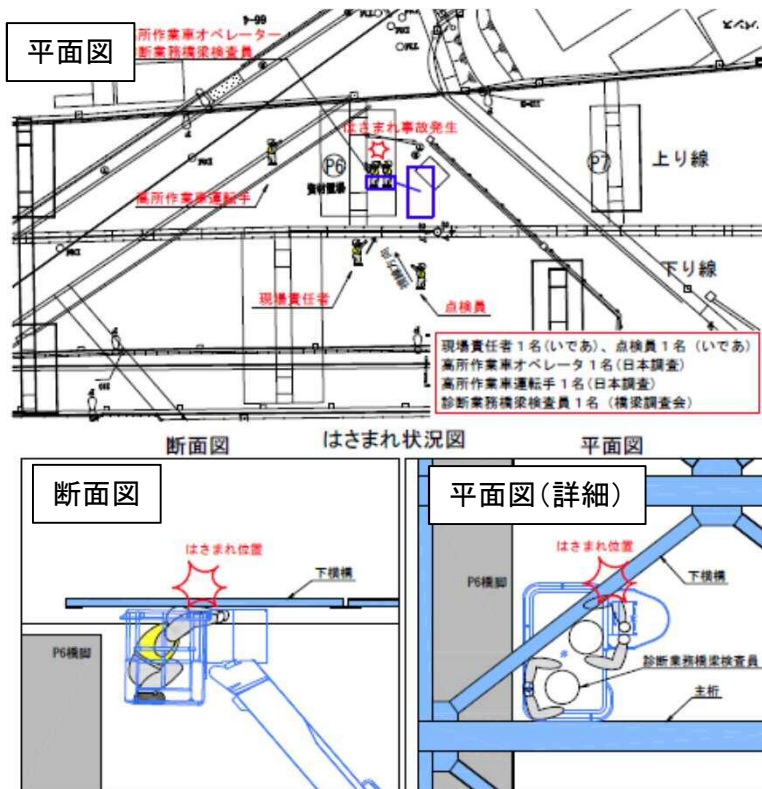 平面図
所作業車オペレーター
断業務橋梁検査員
66-4
はさまれ事故発生
P6
資材置場
P7
上り線
高所作業車運転手
下り線
現場責任者
点検員
現場責任者1名(いであ)、点検員1名(いであ)
高所作業車オペレータ1名(日本調査)
高所作業車運転手1名(日本調査)
診断業務橋梁検査員1名(橋梁調査会)
断面図
はさまれ状況図
平面図
断面図
はさまれ位置
下横構
P6橋脚
平面図(詳細)
はさまれ位置
下横構
P6橋脚
診断業務橋梁検査員
主桁